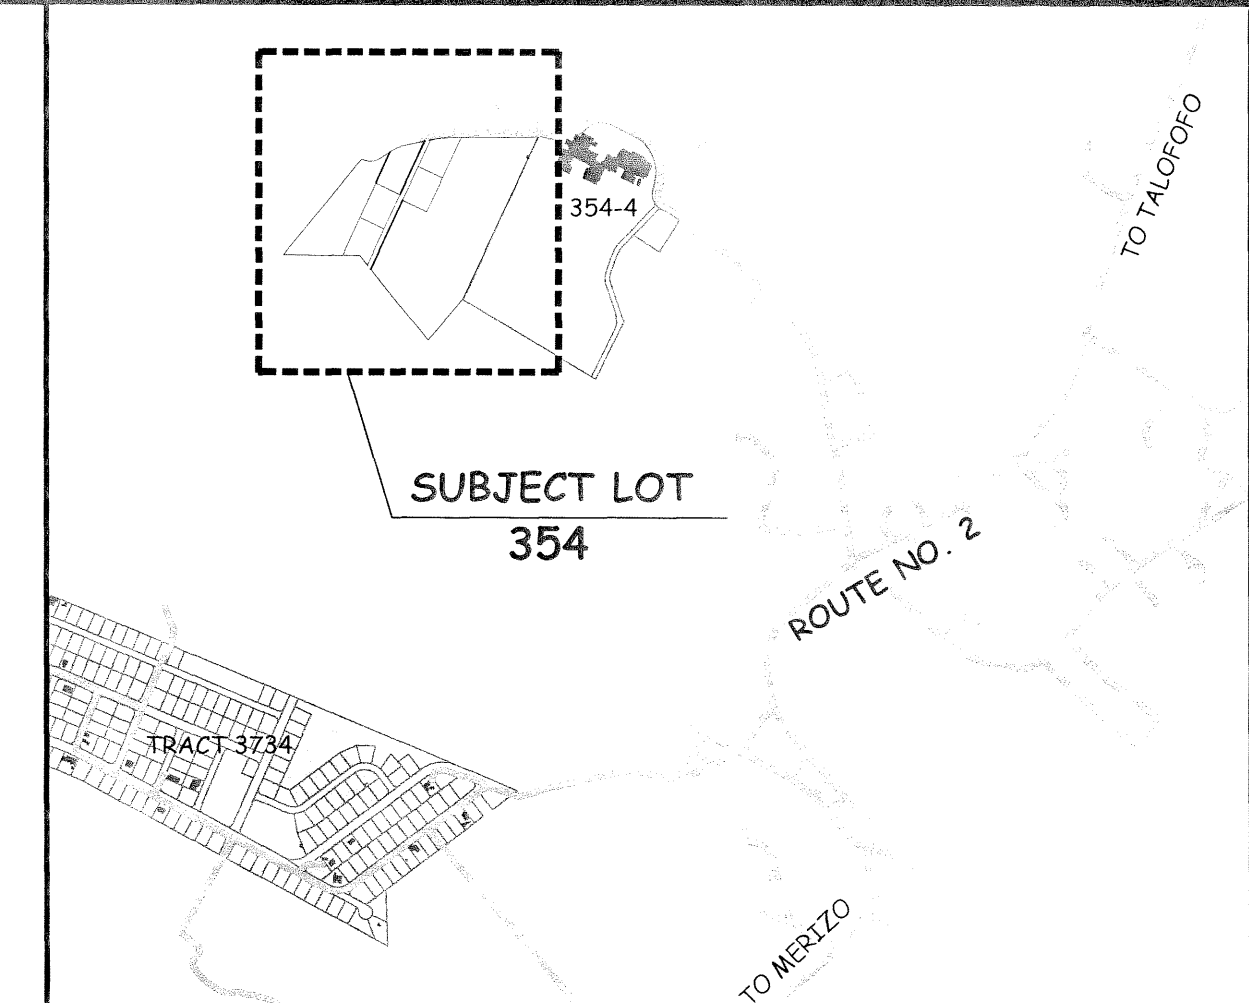 TO TALOFOFO
354-4
SUBJECT LOT
354
ROUTE NO. 2
TRACT 3734
TO MERIZO